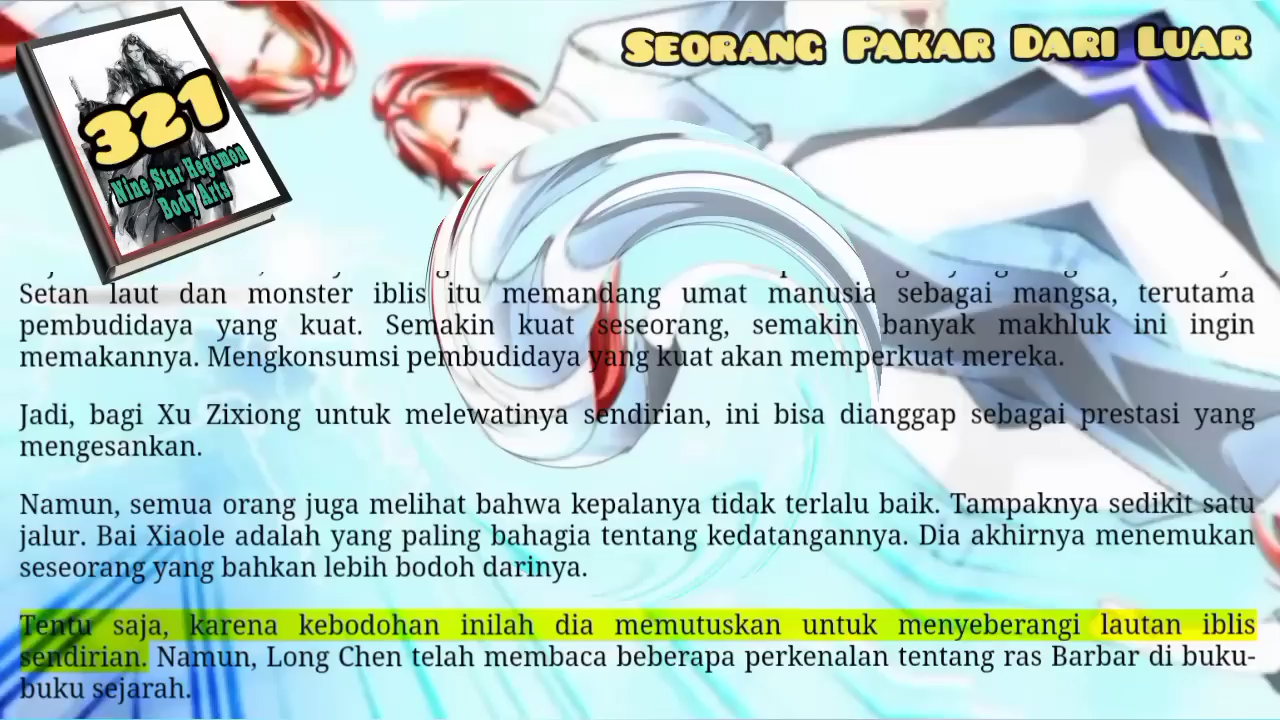 SEORANG PAKAR DARI LUAR
321
Nine Star Hegemon
Body Arts
Setan laut dan monster iblis itu memandang umat manusia sebagai mangsa, terutama
pembudidaya yang kuat. Semakin kuat seseorang, semakin banyak makhluk ini ingin
memakannya. Mengkonsumsi pembudidaya yang kuat akan memperkuat mereka.
Jadi, bagi Xu Zixiong untuk melewatinya sendirian, ini bisa dianggap sebagai prestasi yang
mengesankan.
Namun, semua orang juga melihat bahwa kepalanya tidak terlalu baik. Tampaknya sedikit satu
jalur. Bai Xiaole adalah yang paling bahagia tentang kedatangannya. Dia akhirnya menemukan
seseorang yang bahkan lebih bodoh darinya.
Tentu saja, karena kebodohan inilah dia memutuskan untuk menyeberangi lautan iblis
sendirian. Namun, Long Chen telah membaca beberapa perkenalan tentang ras Barbar di buku-
buku sejarah.